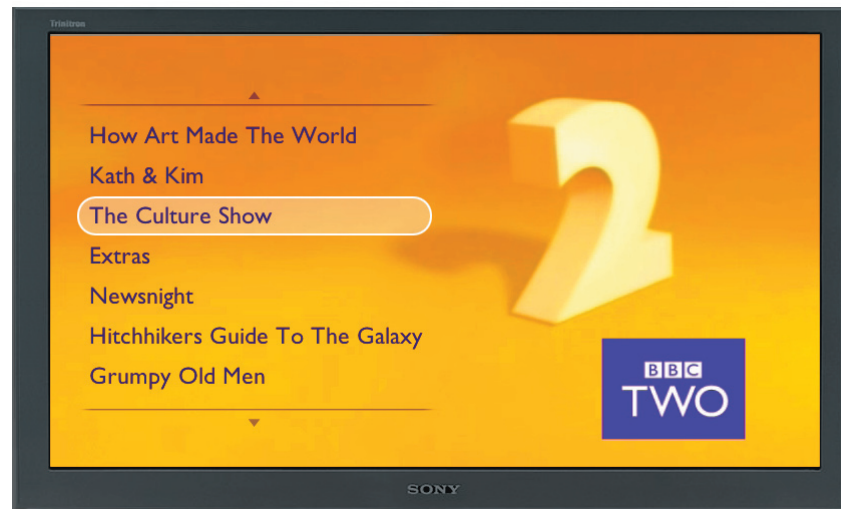 Trinitron
How Art Made The World
Kath & Kim
The Culture Show
Extras
Newsnight
Hitchhikers Guide To The Galaxy
Grumpy Old Men
2
BBC
TWO
SONY